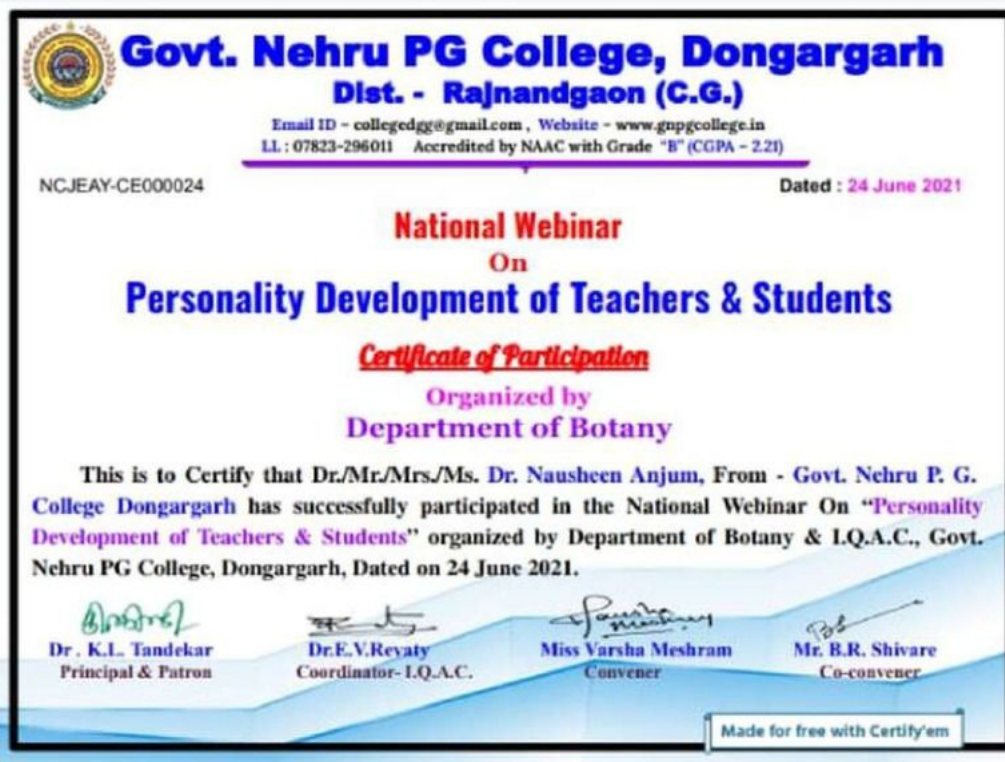 Govt. Nehru PG College, Dongargarh
Dist. - Rajnandgaon (C.G.)
Email ID - collegedgg@gmail.com , Website - www.gnpgcollege.in
LL : 07823-296011 Accredited by NAAC with Grade "B" (CGPA - 2.21)
NCJEAY-CE000024
Dated : 24 June 2021
National Webinar
On
Personality Development of Teachers & Students
Certificate of Participation
Organized by
Department of Botany
This is to Certify that Dr./Mr./Mrs./Ms. Dr. Nausheen Anjum, From - Govt. Nehru P. G.
College Dongargarh has successfully participated in the National Webinar On “Personality
Development of Teachers & Students” organized by Department of Botany & I.Q.A.C., Govt.
Nehru PG College, Dongargarh, Dated on 24 June 2021.
Dr . K.L. Tandekar
Principal & Patron
Dr.E.V.Revaty
Coordinator- I.Q.A.C.
Varsha
Meshram
Miss Varsha Meshram
Convener
Mr. B.R. Shivare
Co-convener
Made for free with Certify'em